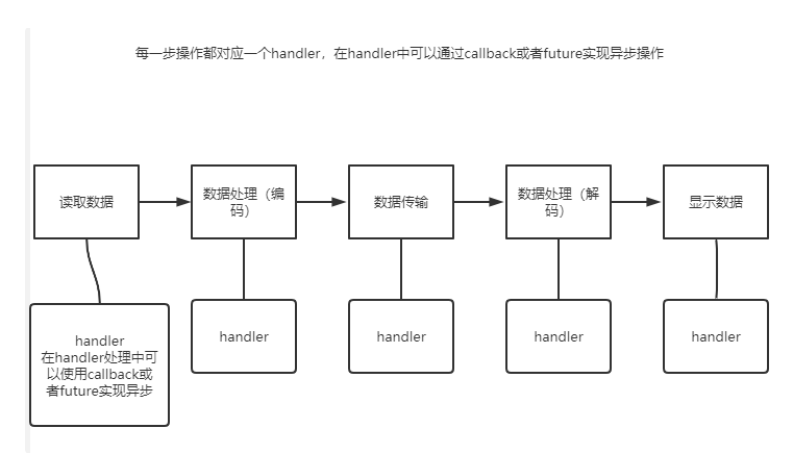 每一步操作都对应一个handler，在handler中可以通过callback或者future实现异步操作
读取数据
数据处理（编
码）
数据传输
数据处理（解
码）
显示数据
handler
在handler处理中可
以使用callback或
者future实现异步
handler
handler
handler
handler